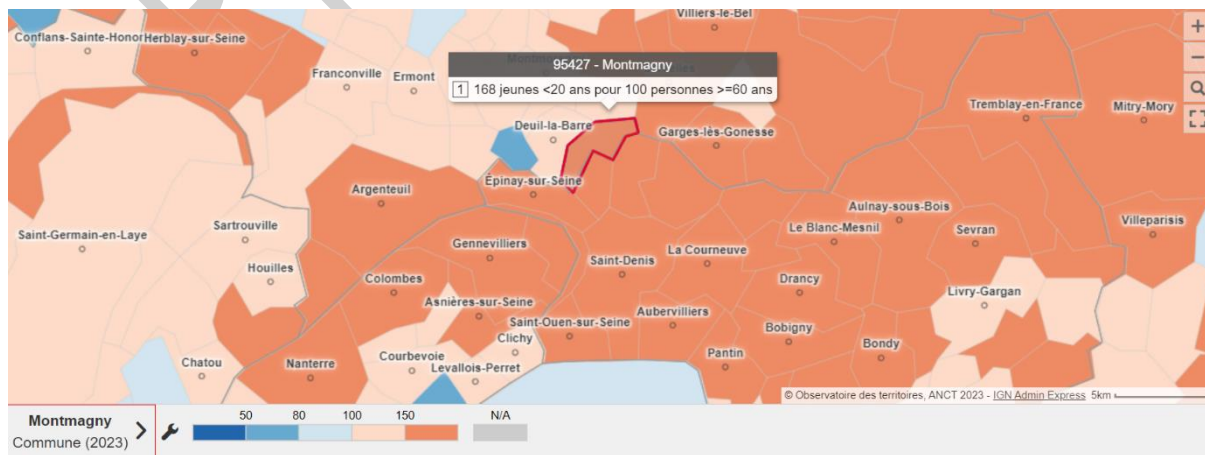 Villiers-le-Bel
Conflans-Sainte-Honor
Herblay-sur-Seine
95427 - Montmagny
1 168 jeunes <20 ans pour 100 personnes >=60 ans
Franconville
Ermont
Tremblay-en-France
Mitry-Mory
Deuil-la-Barre
Garges-lès-Gonesse
Argenteuil
Épinay-sur-Seine
Aulnay-sous-Bois
Villeparisis
Saint-Germain-en-Laye
Sartrouville
Le Blanc-Mesnil
Sevran
Gennevilliers
La Courneuve
Saint-Denis
Houilles
Colombes
Drancy
Livry-Gargan
Asnières-sur-Seine
Aubervilliers
Saint-Ouen-sur-Seine
Bobigny
Clichy
Bondy
Chatou
Nanterre
Courbevoie
Levallois-Perret
Pantin
© Observatoire des territoires, ANCT 2023 - IGN Admin Express 5km
Montmagny
Commune (2023)
50 80 100 150 N/A